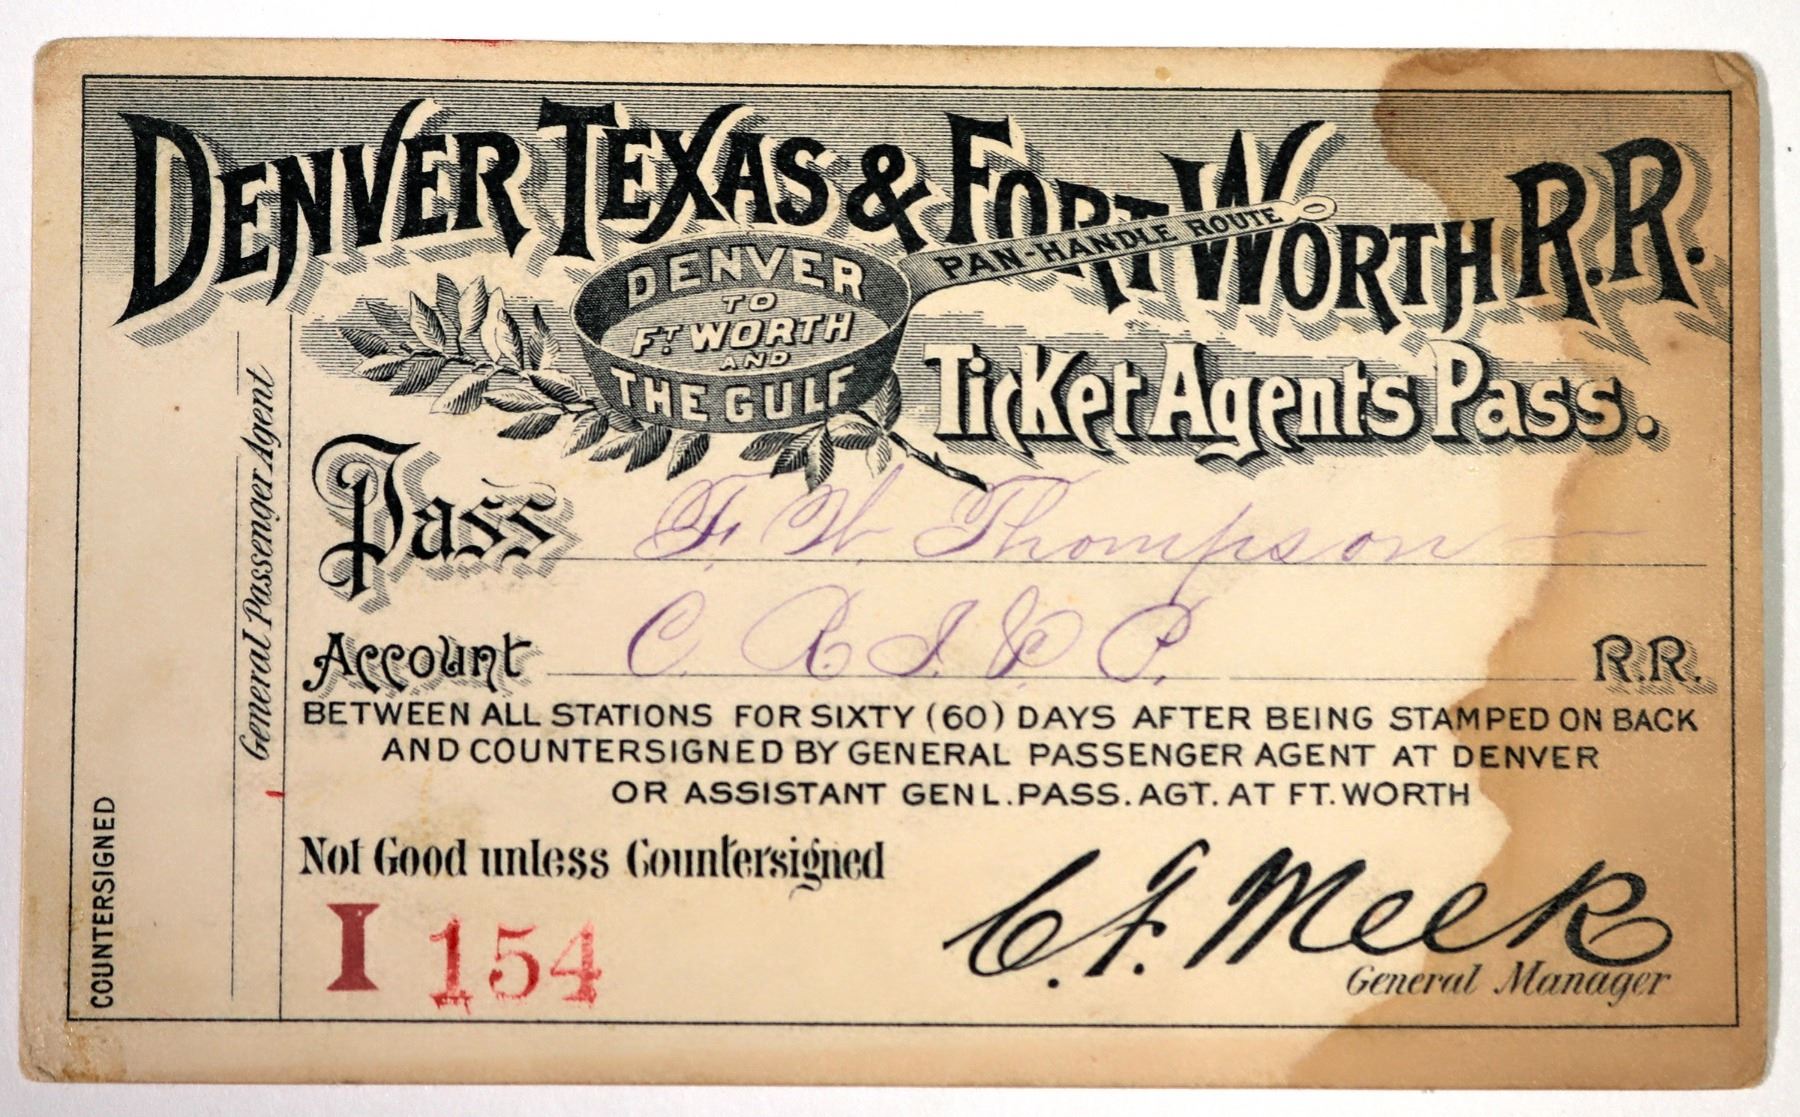 DENVER TEXAS & FORT WORTH R.R.
PAN-HANDLE ROUTE
DENVER
TO
FT. WORTH
AND
THE GULF
Ticket Agents Pass.
Pass F. W. Thompson
Account C. R. I. & P. R.R.
BETWEEN ALL STATIONS FOR SIXTY (60) DAYS AFTER BEING STAMPED ON BACK
AND COUNTERSIGNED BY GENERAL PASSENGER AGENT AT DENVER
OR ASSISTANT GENL. PASS. AGT. AT FT. WORTH
Not Good unless Countersigned
I 154
C. F. Meek
General Manager
COUNTERSIGNED
General Passenger Agent